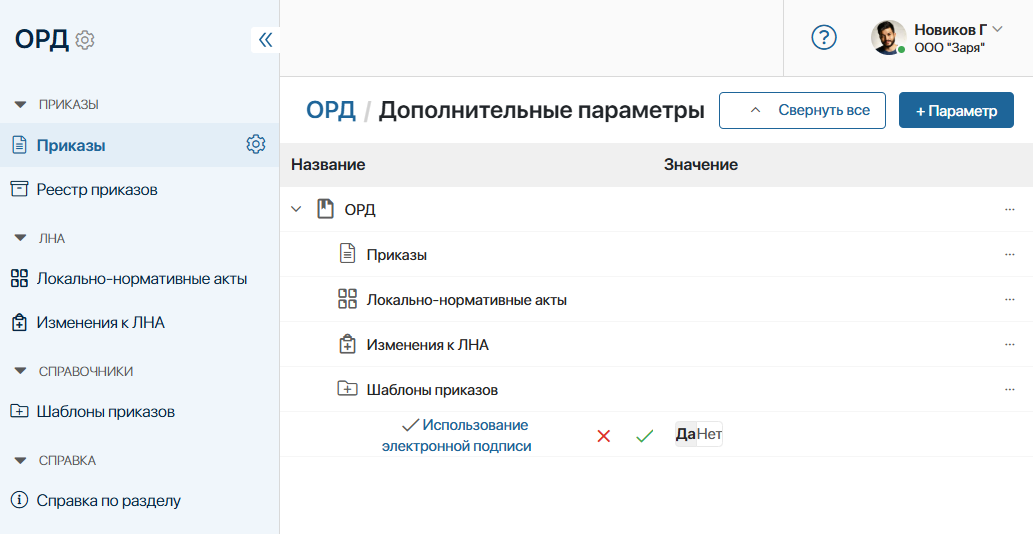 ОРД
ПРИКАЗЫ
Приказы
Реестр приказов
ЛНА
Локально-нормативные акты
Изменения к ЛНА
СПРАВОЧНИКИ
Шаблоны приказов
СПРАВКА
Справка по разделу
?
Новиков Г
ООО "Заря"
ОРД / Дополнительные параметры
Свернуть все
+ Параметр
Название Значение
ОРД ...
Приказы ...
Локально-нормативные акты ...
Изменения к ЛНА ...
Шаблоны приказов ...
Использование
электронной подписи
Да Нет